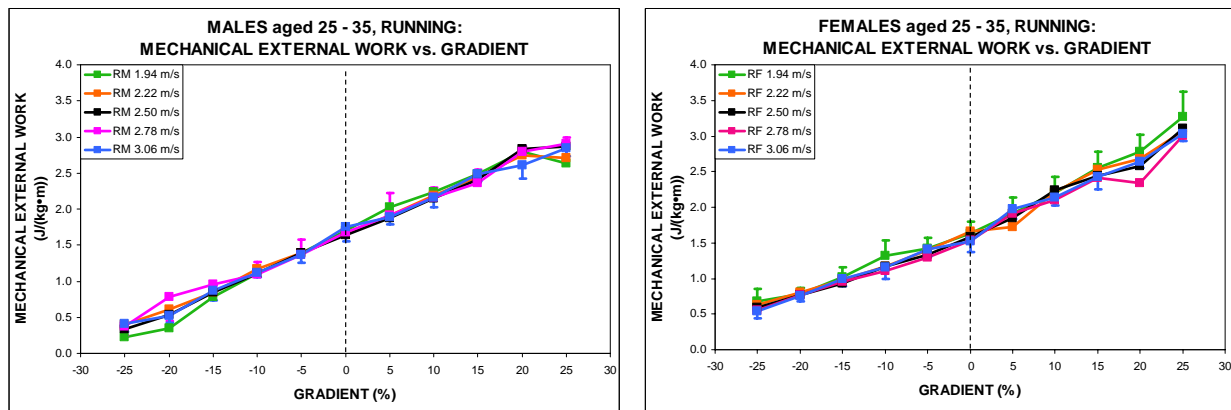 MALES aged 25 - 35, RUNNING:
MECHANICAL EXTERNAL WORK vs. GRADIENT
MECHANICAL EXTERNAL WORK
(J/(kg•m))
4.0
3.5
3.0
2.5
2.0
1.5
1.0
0.5
0.0
RM 1.94 m/s
RM 2.22 m/s
RM 2.50 m/s
RM 2.78 m/s
RM 3.06 m/s
-30 -25 -20 -15 -10 -5 0 5 10 15 20 25 30
GRADIENT (%)
FEMALES aged 25 - 35, RUNNING:
MECHANICAL EXTERNAL WORK vs. GRADIENT
MECHANICAL EXTERNAL WORK
(J/(kg•m))
4.0
3.5
3.0
2.5
2.0
1.5
1.0
0.5
0.0
RF 1.94 m/s
RF 2.22 m/s
RF 2.50 m/s
RF 2.78 m/s
RF 3.06 m/s
-30 -25 -20 -15 -10 -5 0 5 10 15 20 25 30
GRADIENT (%)